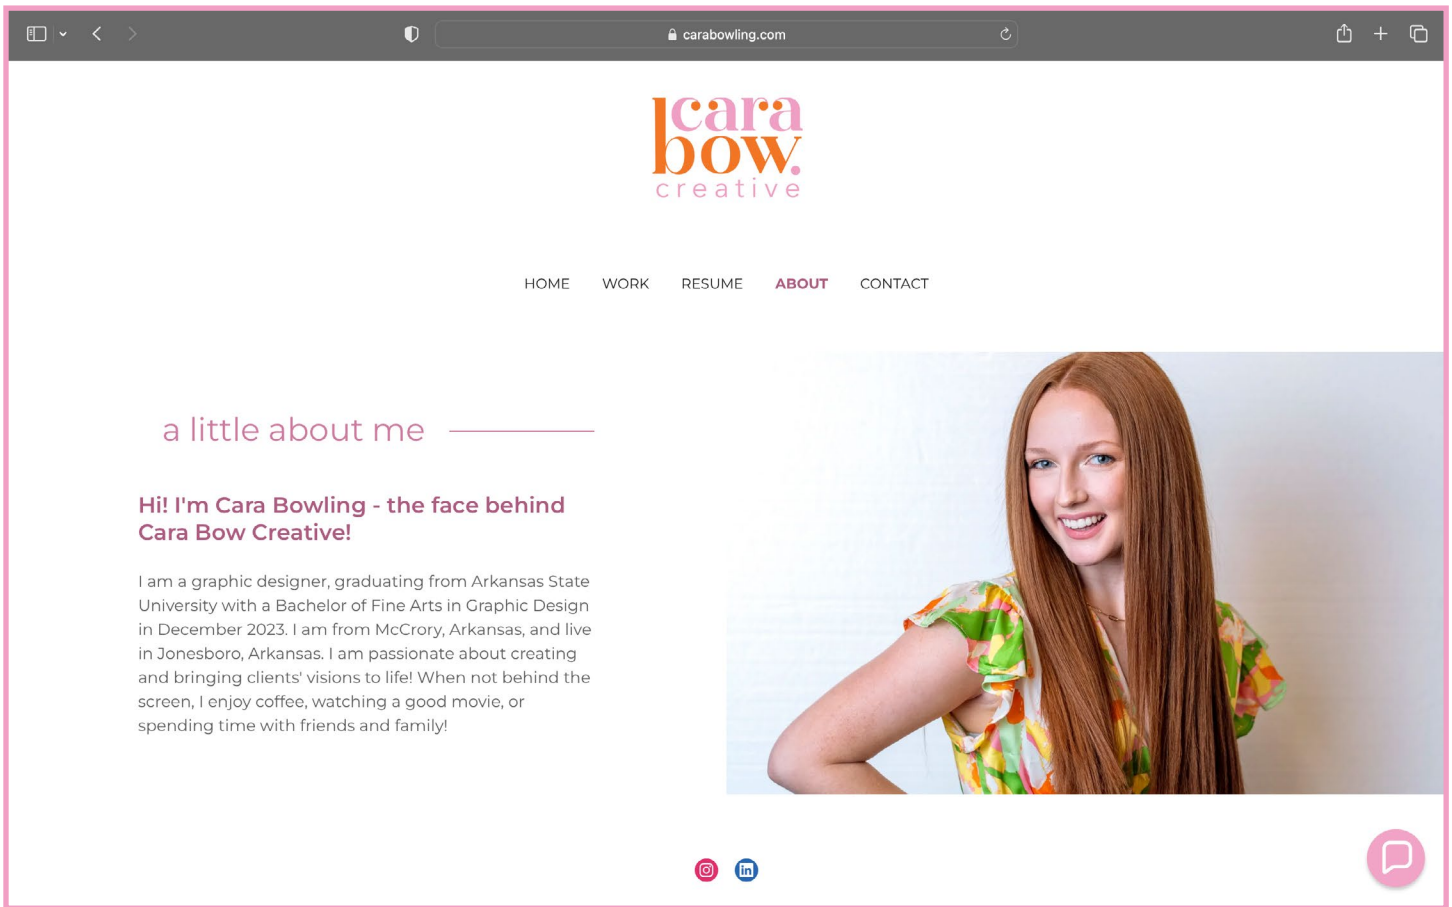 carabowling.com
cara
bow.
creative
HOME WORK RESUME ABOUT CONTACT
a little about me
Hi! I'm Cara Bowling - the face behind
Cara Bow Creative!
I am a graphic designer, graduating from Arkansas State
University with a Bachelor of Fine Arts in Graphic Design
in December 2023. I am from McCrory, Arkansas, and live
in Jonesboro, Arkansas. I am passionate about creating
and bringing clients' visions to life! When not behind the
screen, I enjoy coffee, watching a good movie, or
spending time with friends and family!
in